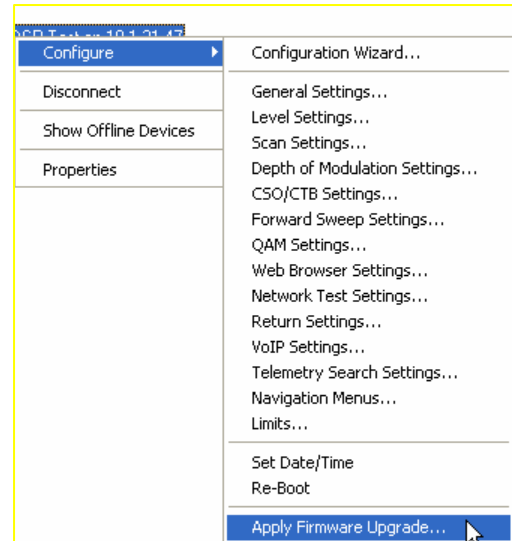 Configure
Disconnect
Show Offline Devices
Properties
Configuration Wizard...
General Settings...
Level Settings...
Scan Settings...
Depth of Modulation Settings...
CSO/CTB Settings...
Forward Sweep Settings...
QAM Settings...
Web Browser Settings...
Network Test Settings...
Return Settings...
VoIP Settings...
Telemetry Search Settings...
Navigation Menus...
Limits...
Set Date/Time
Re-Boot
Apply Firmware Upgrade...